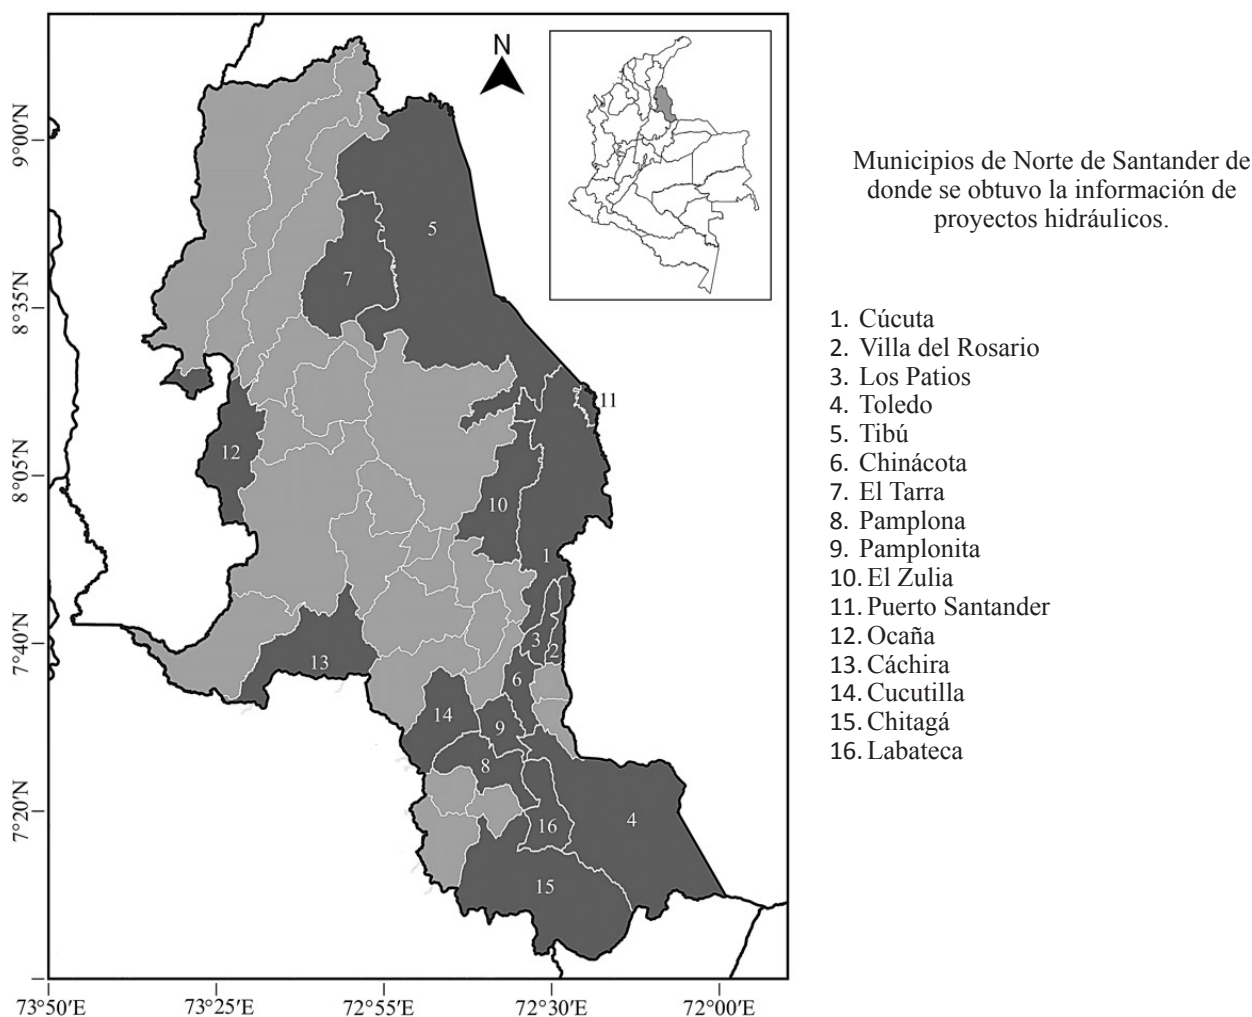 N
9°00'N
8°35'N
8°05'N
7°40'N
7°20'N
5
7
11
12
10
1
3
2
13
6
14
9
8
4
16
15
73°50'E
73°25'E
72°55'E
72°30'E
72°00'E
Municipios de Norte de Santander de
donde se obtuvo la información de
proyectos hidráulicos.
1. Cúcuta
2. Villa del Rosario
3. Los Patios
4. Toledo
5. Tibú
6. Chinácota
7. El Tarra
8. Pamplona
9. Pamplonita
10. El Zulia
11. Puerto Santander
12. Ocaña
13. Cáchira
14. Cucutilla
15. Chitagá
16. Labateca